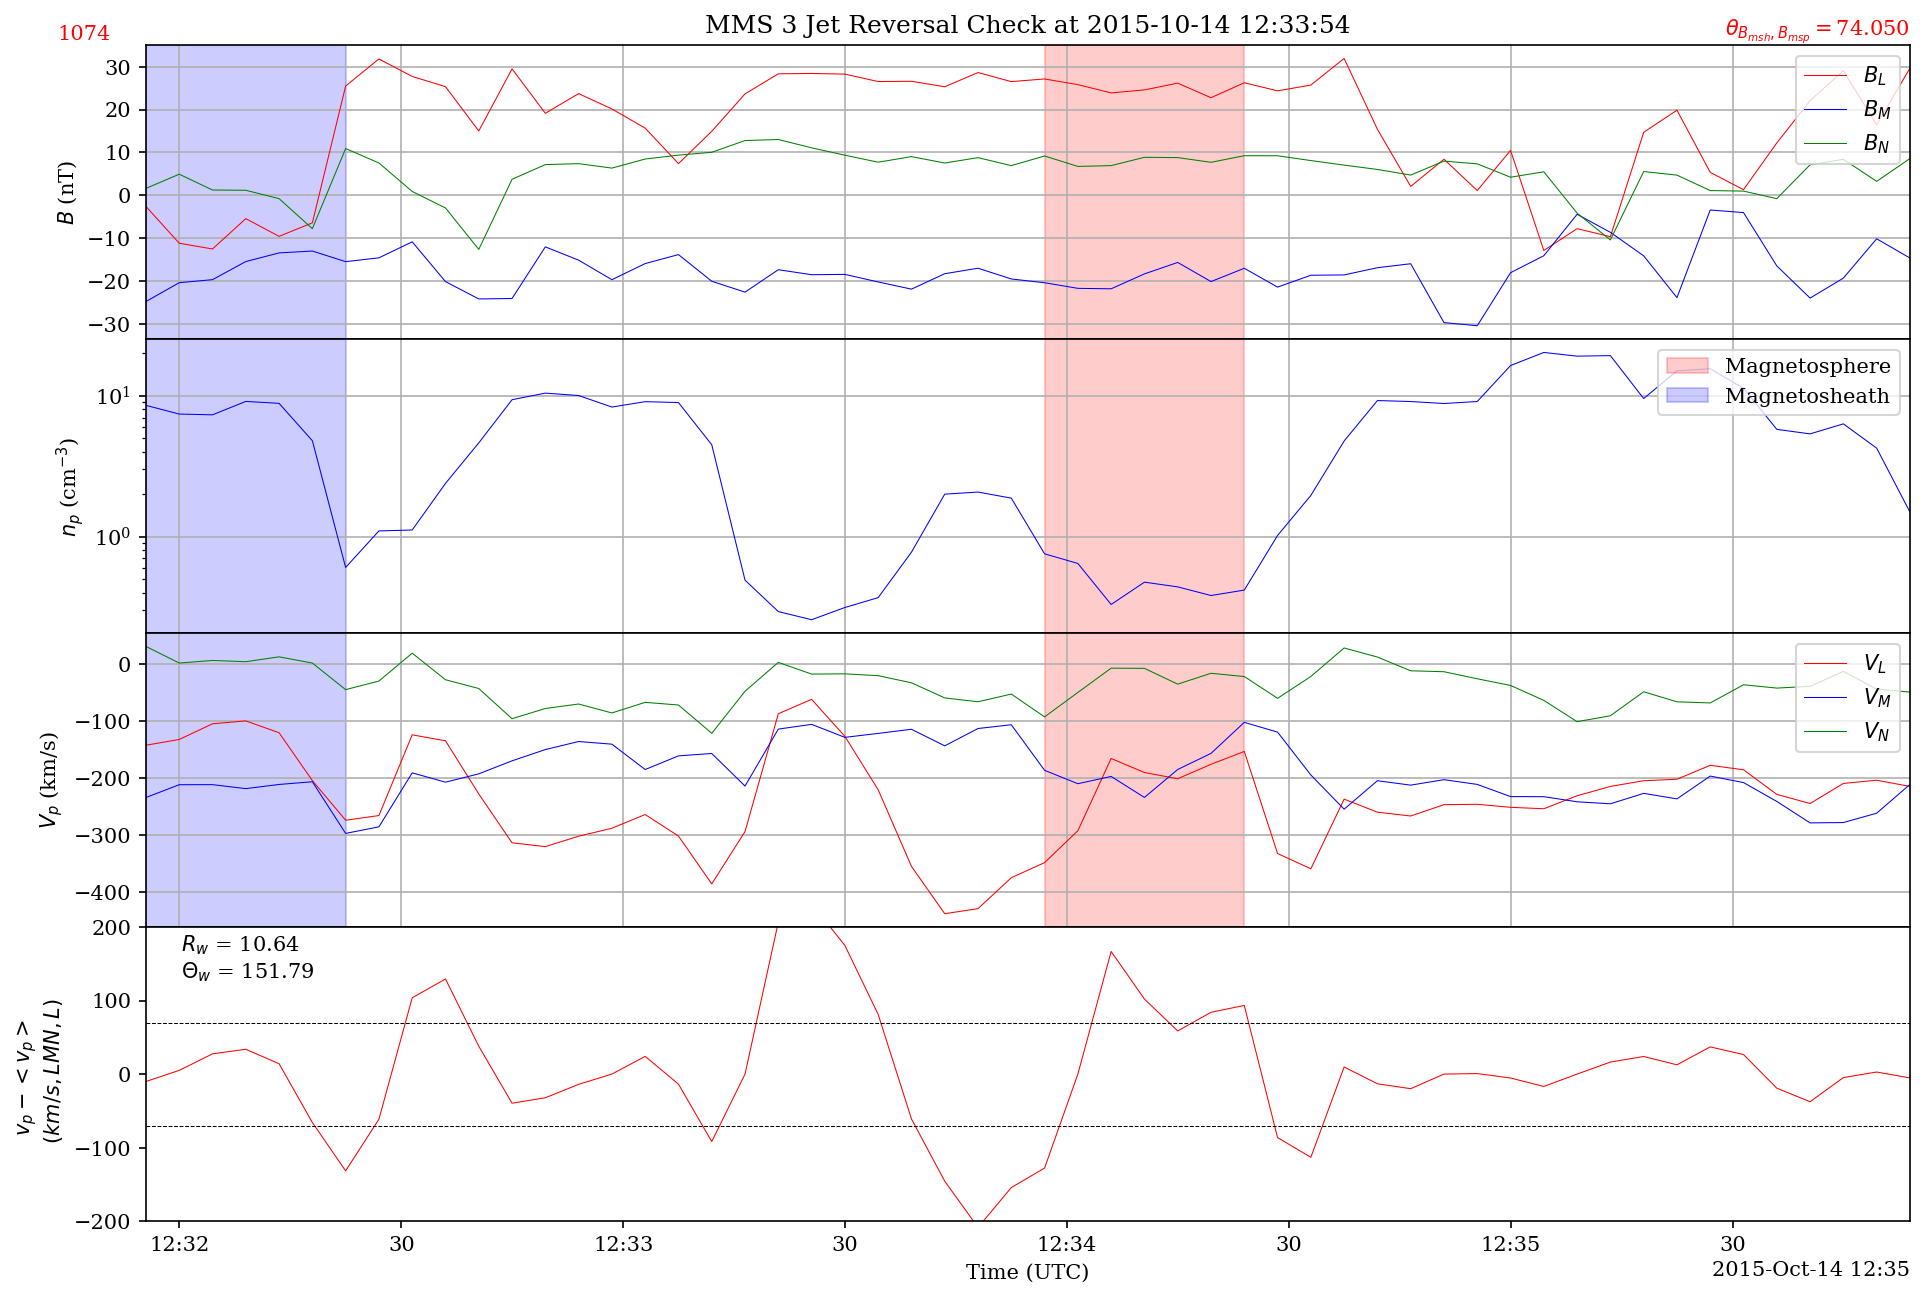 1074
MMS 3 Jet Reversal Check at 2015-10-14 12:33:54
θ_{B_{msh}, B_{msp}} = 74.050
30
20
10
0
−10
−20
−30
B (nT)
B_L
B_M
B_N
10^1
10^0
n_p (cm^{−3})
Magnetosphere
Magnetosheath
0
−100
−200
−300
−400
V_p (km/s)
V_L
V_M
V_N
200
100
0
−100
−200
v_p − < v_p >
(km/s, LMN, L)
R_w = 10.64
Θ_w = 151.79
12:32 30 12:33 30 12:34 30 12:35 30
Time (UTC)
2015-Oct-14 12:35